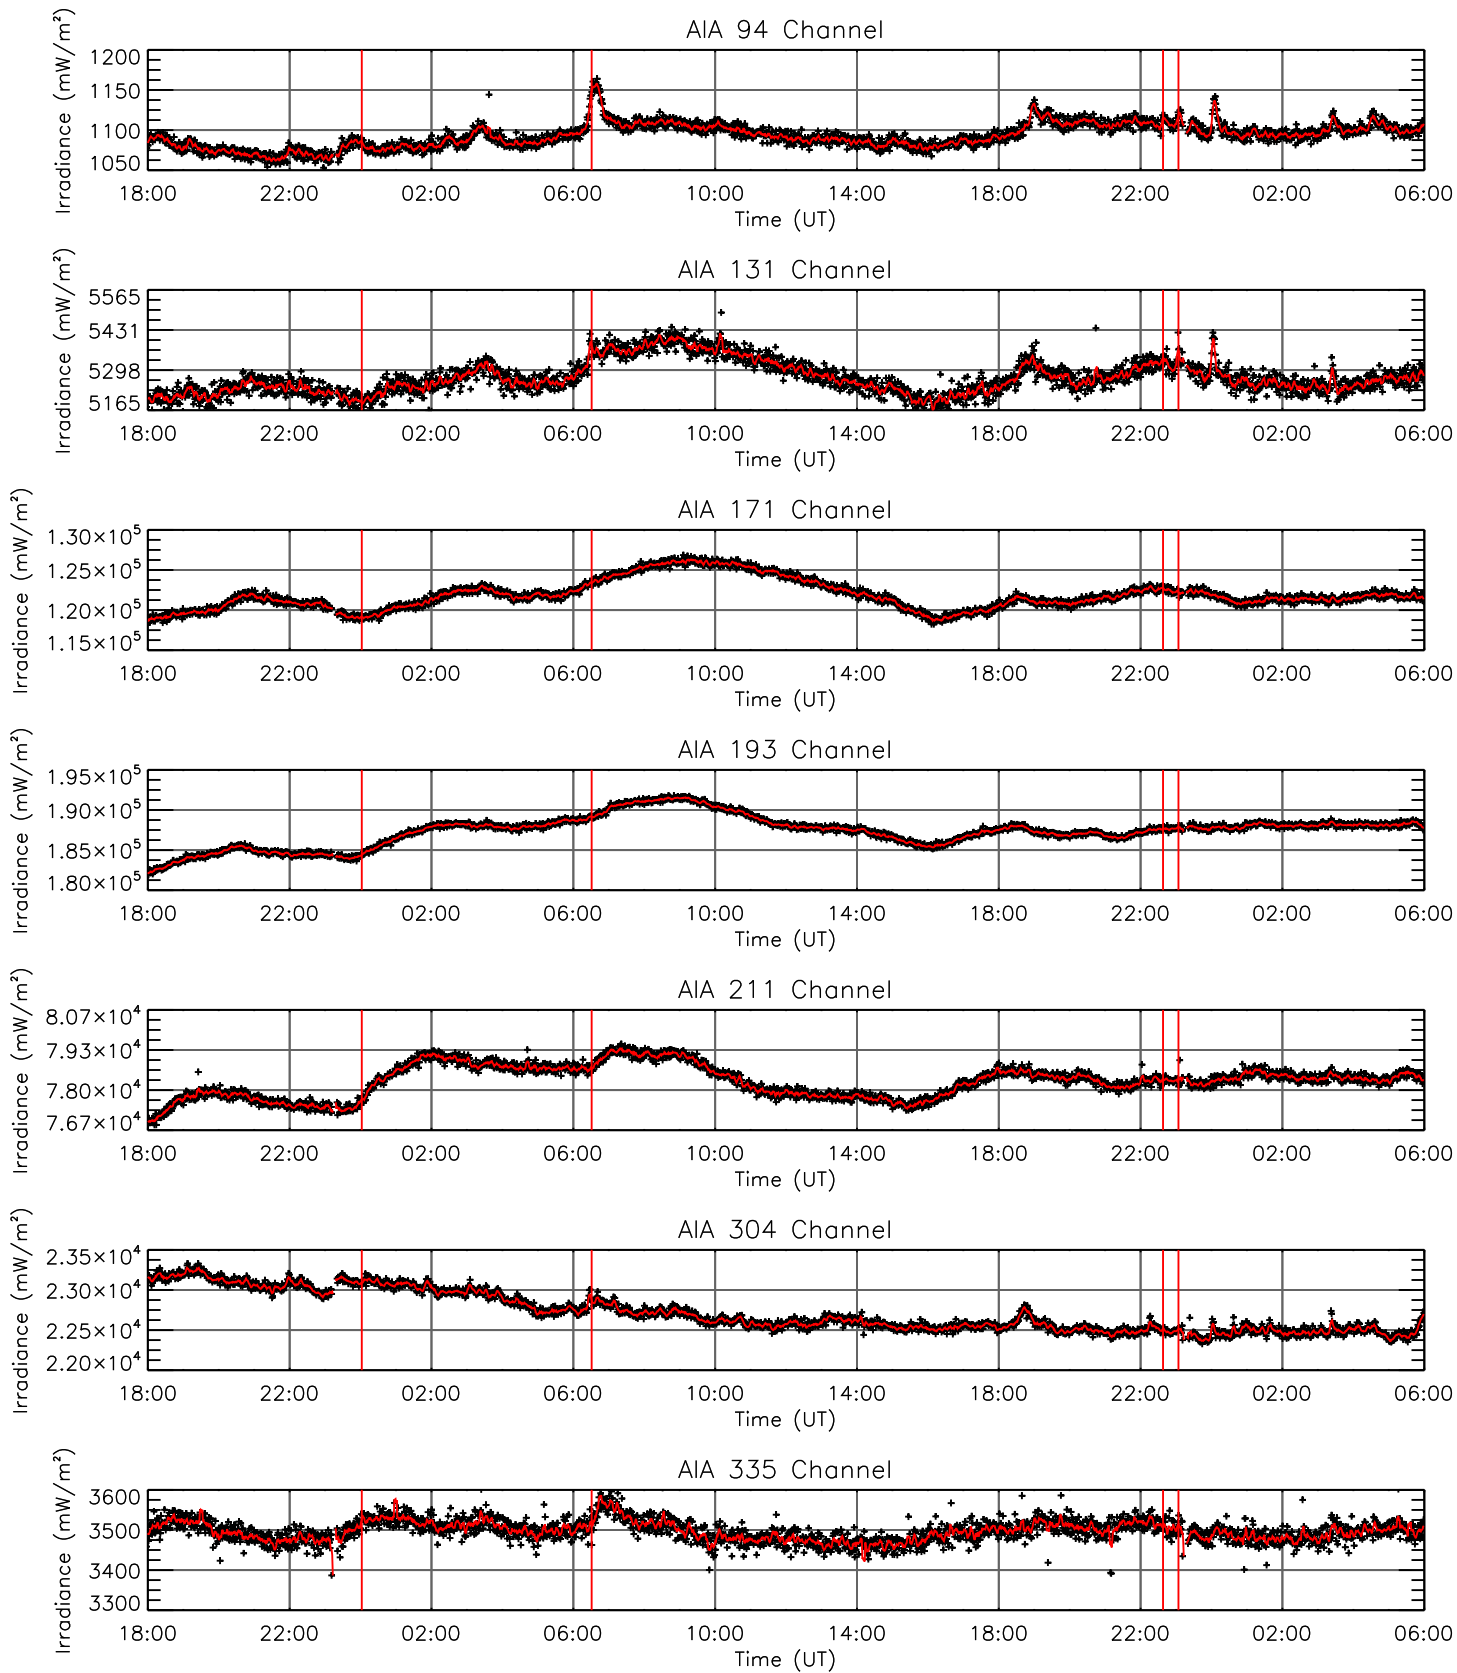 AIA 94 Channel
Irradiance (mW/m²)
1200
1150
1100
1050
18:00 22:00 02:00 06:00 10:00 14:00 18:00 22:00 02:00 06:00
Time (UT)
AIA 131 Channel
Irradiance (mW/m²)
5565
5431
5298
5165
18:00 22:00 02:00 06:00 10:00 14:00 18:00 22:00 02:00 06:00
Time (UT)
AIA 171 Channel
Irradiance (mW/m²)
1.30×10⁵
1.25×10⁵
1.20×10⁵
1.15×10⁵
18:00 22:00 02:00 06:00 10:00 14:00 18:00 22:00 02:00 06:00
Time (UT)
AIA 193 Channel
Irradiance (mW/m²)
1.95×10⁵
1.90×10⁵
1.85×10⁵
1.80×10⁵
18:00 22:00 02:00 06:00 10:00 14:00 18:00 22:00 02:00 06:00
Time (UT)
AIA 211 Channel
Irradiance (mW/m²)
8.07×10⁴
7.93×10⁴
7.80×10⁴
7.67×10⁴
18:00 22:00 02:00 06:00 10:00 14:00 18:00 22:00 02:00 06:00
Time (UT)
AIA 304 Channel
Irradiance (mW/m²)
2.35×10⁴
2.30×10⁴
2.25×10⁴
2.20×10⁴
18:00 22:00 02:00 06:00 10:00 14:00 18:00 22:00 02:00 06:00
Time (UT)
AIA 335 Channel
Irradiance (mW/m²)
3600
3500
3400
3300
18:00 22:00 02:00 06:00 10:00 14:00 18:00 22:00 02:00 06:00
Time (UT)